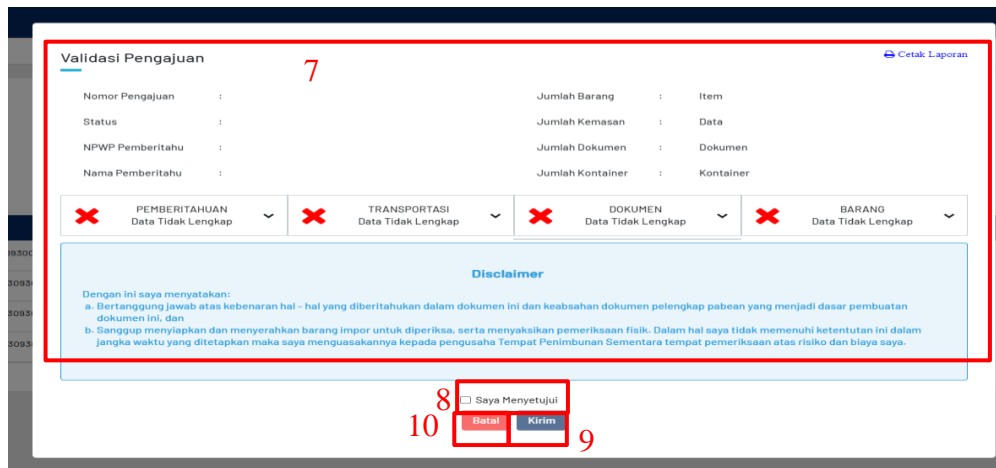 Validasi Pengajuan
7
Cetak Laporan
Nomor Pengajuan :
Jumlah Barang : Item
Status :
Jumlah Kemasan : Data
NPWP Pemberitahu :
Jumlah Dokumen : Dokumen
Nama Pemberitahu :
Jumlah Kontainer : Kontainer
PEMBERITAHUAN
Data Tidak Lengkap
TRANSPORTASI
Data Tidak Lengkap
DOKUMEN
Data Tidak Lengkap
BARANG
Data Tidak Lengkap
Disclaimer
Dengan ini saya menyatakan:
a. Bertanggung jawab atas kebenaran hal - hal yang diberitahukan dalam dokumen ini dan keabsahan dokumen pelengkap pabean yang menjadi dasar pembuatan
dokumen ini, dan
b. Sanggup menyiapkan dan menyerahkan barang impor untuk diperiksa, serta menyaksikan pemeriksaan fisik. Dalam hal saya tidak memenuhi ketentutan ini dalam
jangka waktu yang ditetapkan maka saya menguasakannya kepada pengusaha Tempat Penimbunan Sementara tempat pemeriksaan atas risiko dan biaya saya.
8
Saya Menyetujui
10
Batal
Kirim
9